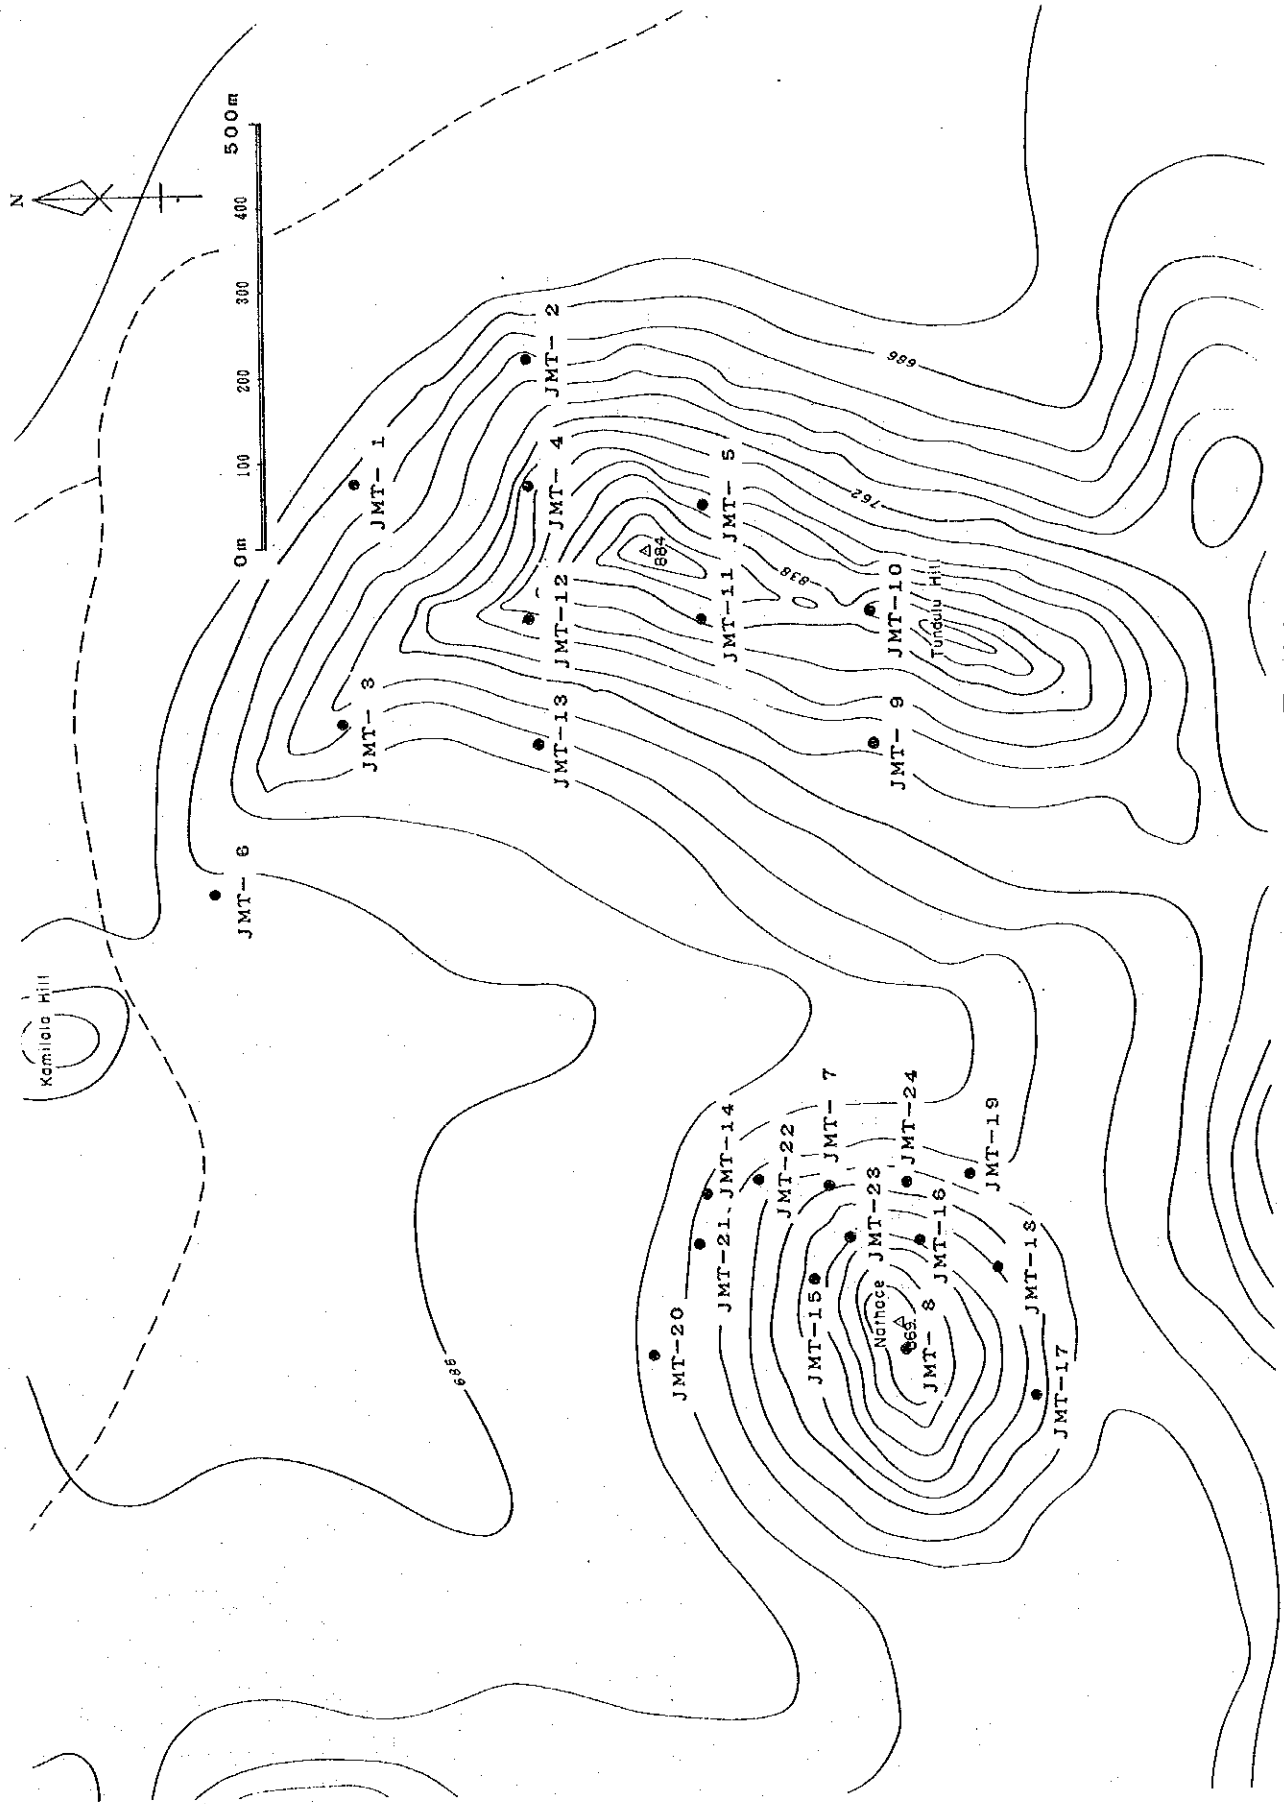 N
0m 100 200 300 400 500m
Kamilala Hill
JMT- 6
JMT- 3
JMT- 1
JMT- 2
JMT-13
JMT-12
JMT- 4
884
JMT-11
JMT- 5
838
762
686
JMT- 9
JMT-10
Tundulu Hill
686
JMT-20
JMT-21
JMT-14
JMT-22
JMT- 7
JMT-15
JMT-23
JMT-24
Nathace
869
JMT- 8
JMT-16
JMT-19
JMT-18
JMT-17